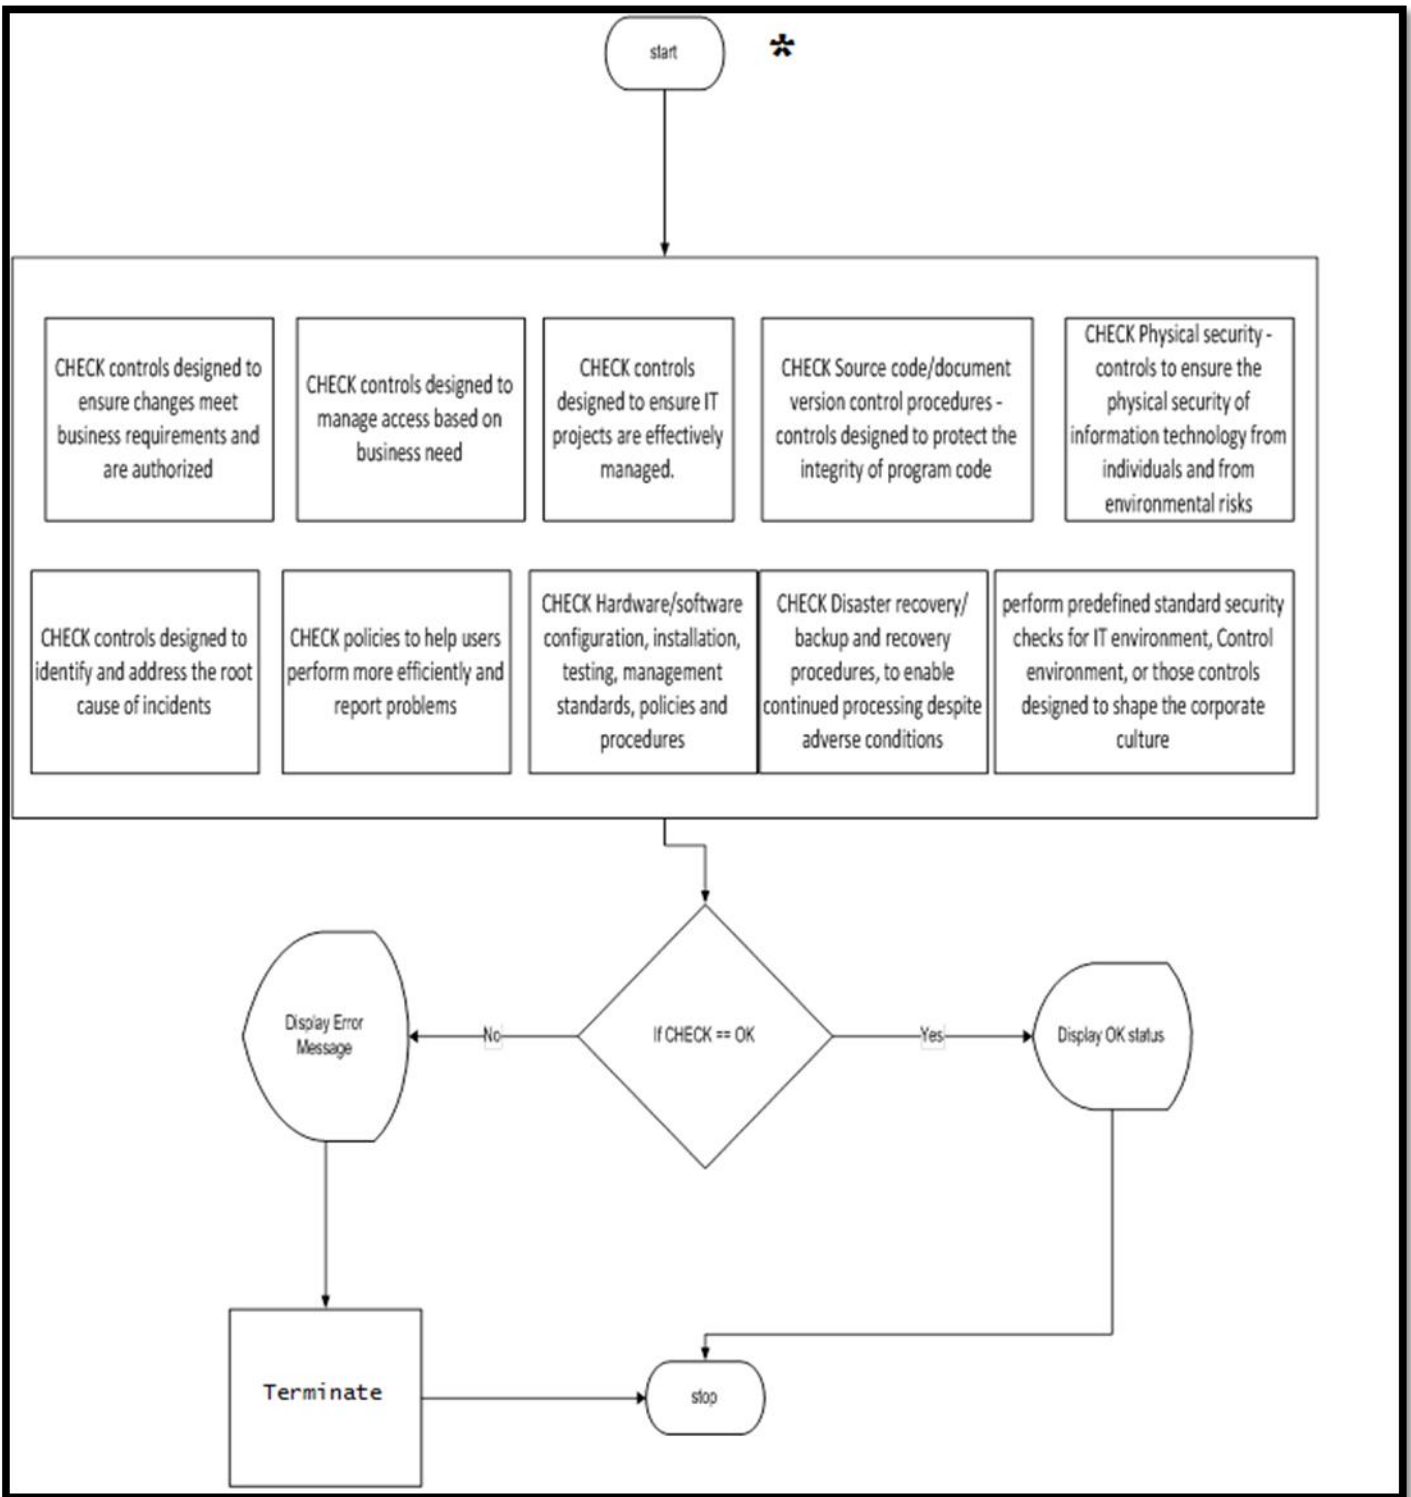 start
*
CHECK controls designed to
ensure changes meet
business requirements and
are authorized
CHECK controls designed to
manage access based on
business need
CHECK controls
designed to ensure IT
projects are effectively
managed.
CHECK Source code/document
version control procedures -
controls designed to protect the
integrity of program code
CHECK Physical security -
controls to ensure the
physical security of
information technology from
individuals and from
environmental risks
CHECK controls designed to
identify and address the root
cause of incidents
CHECK policies to help users
perform more efficiently and
report problems
CHECK Hardware/software
configuration, installation,
testing, management
standards, policies and
procedures
CHECK Disaster recovery/
backup and recovery
procedures, to enable
continued processing despite
adverse conditions
perform predefined standard security
checks for IT environment, Control
environment, or those controls
designed to shape the corporate
culture
Display Error
Message
No
If CHECK == OK
Yes
Display OK status
Terminate
stop